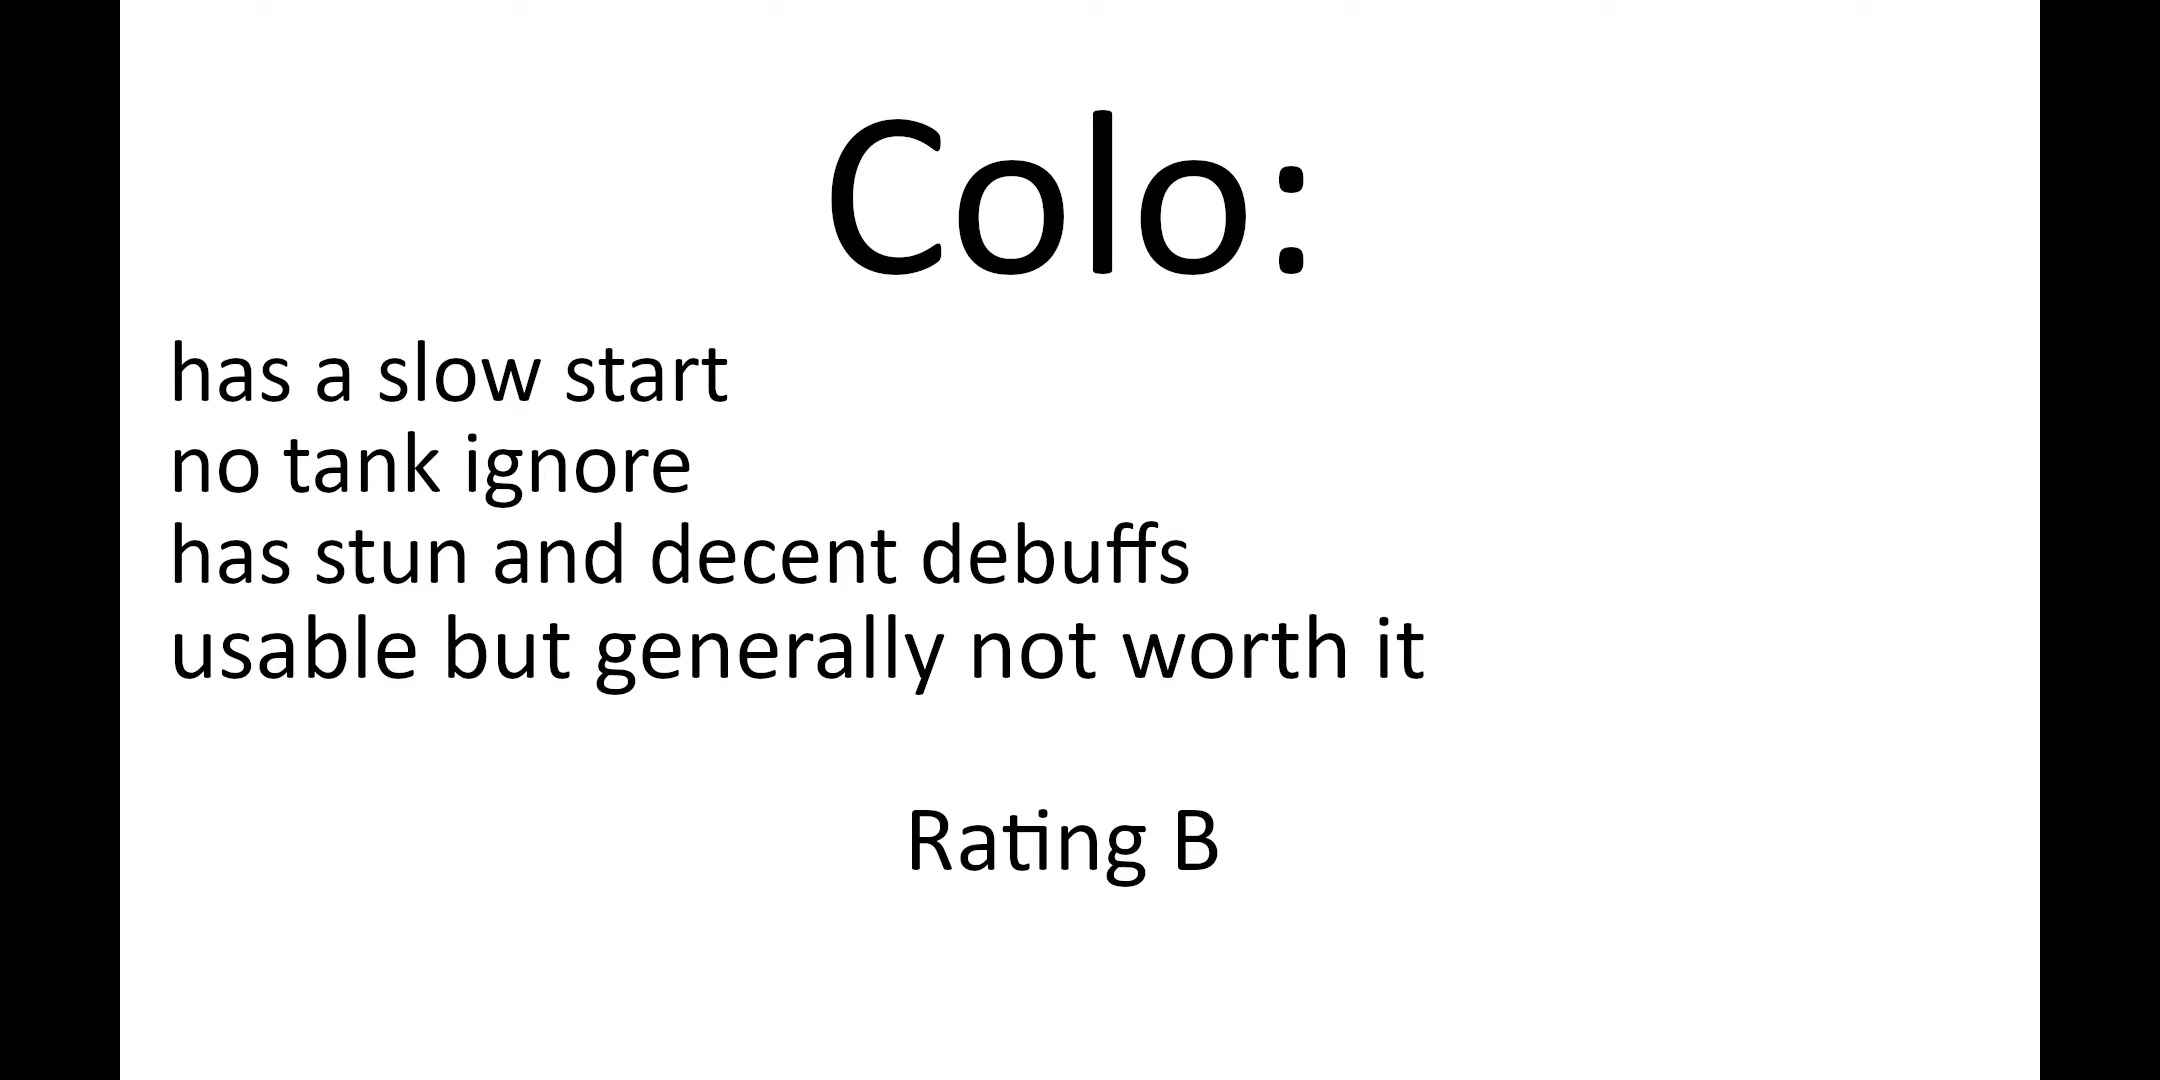 Colo:
has a slow start
no tank ignore
has stun and decent debuffs
usable but generally not worth it
Rating B